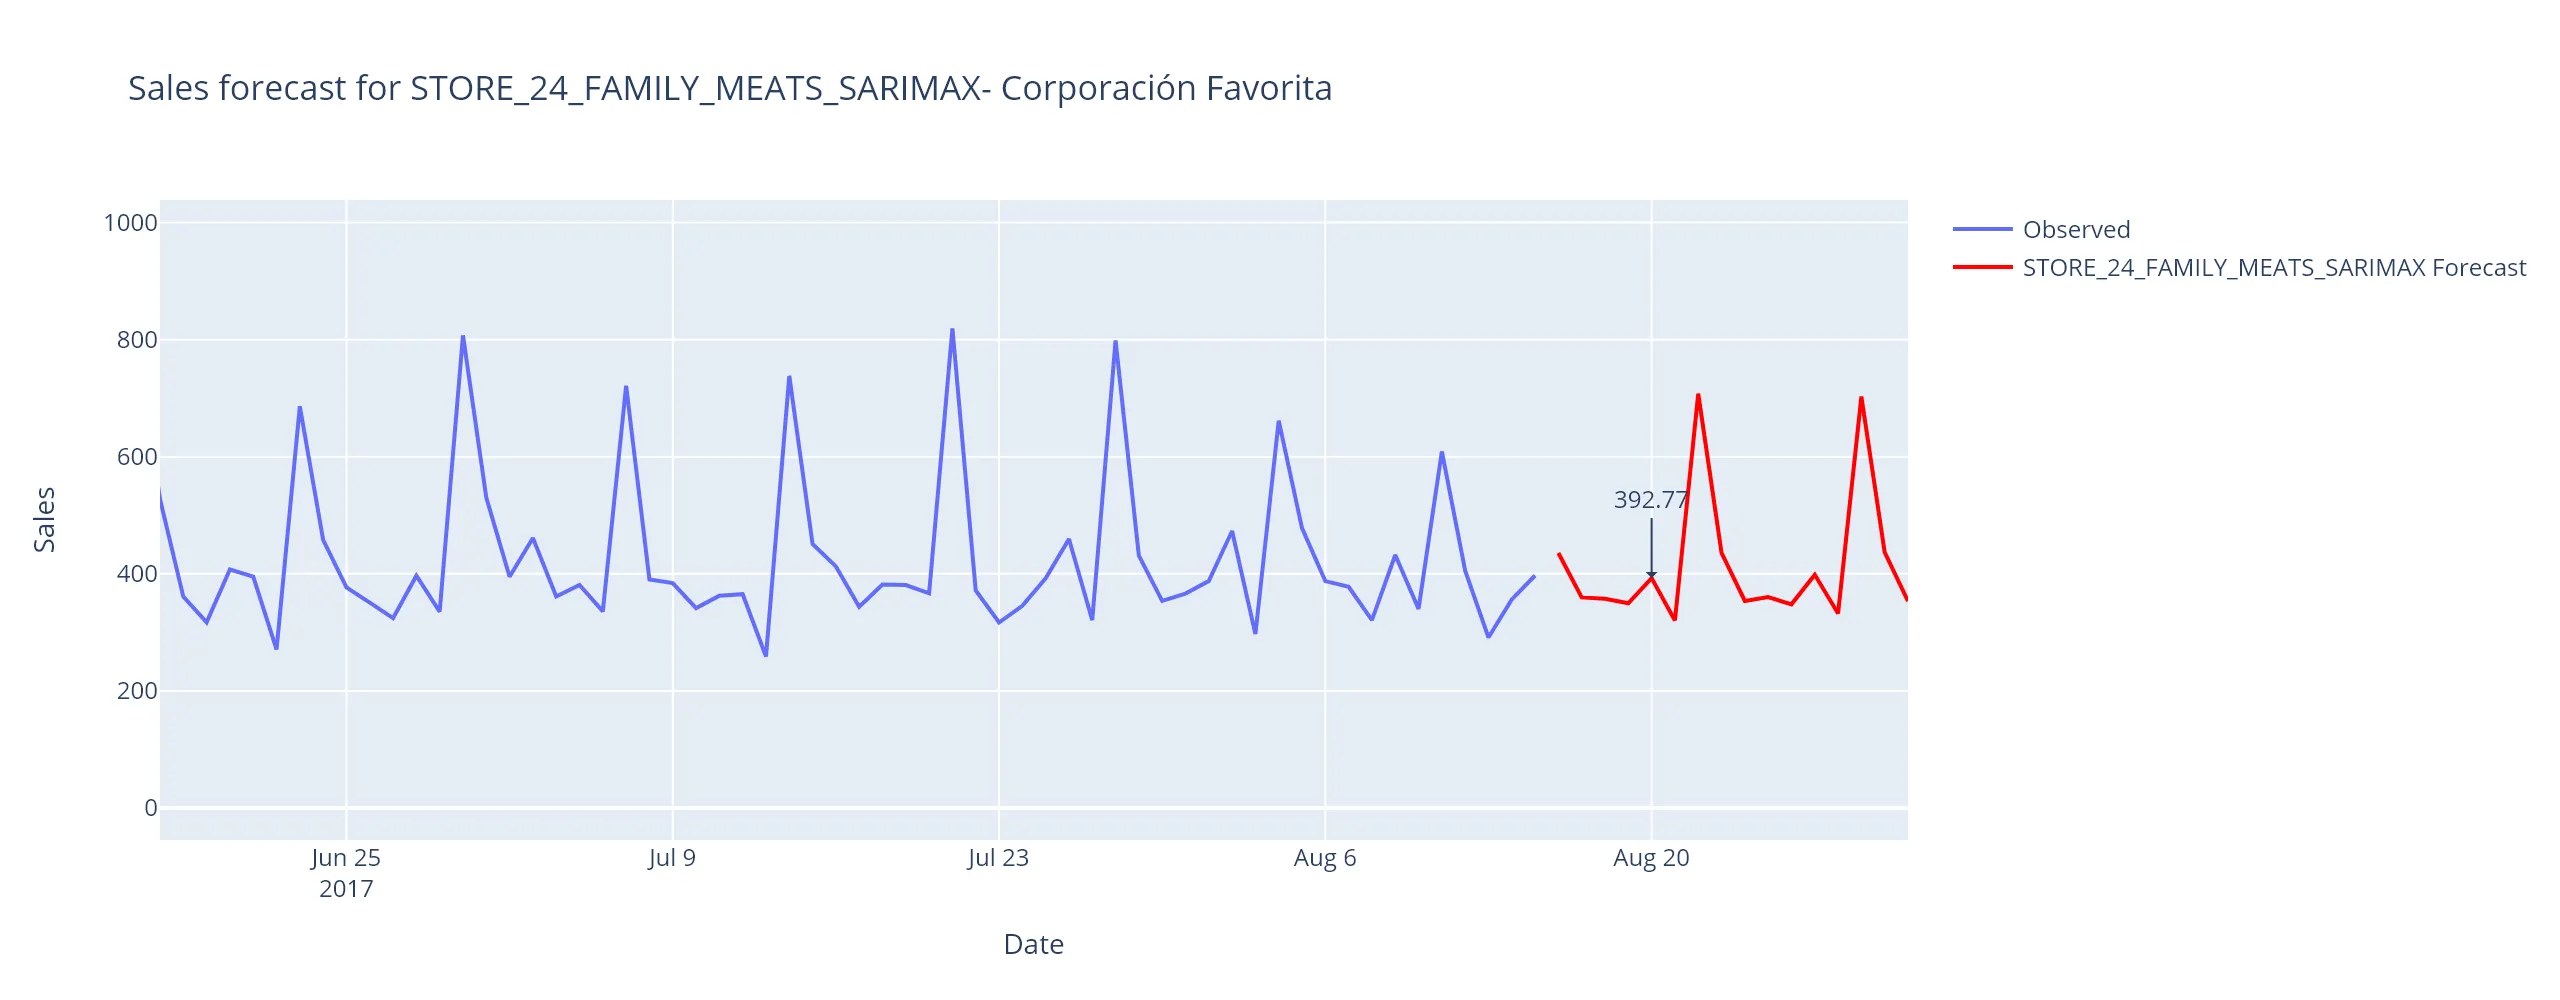 Sales forecast for STORE_24_FAMILY_MEATS_SARIMAX- Corporación Favorita
Observed
STORE_24_FAMILY_MEATS_SARIMAX Forecast
Sales
1000
800
600
400
200
0
392.77
Jun 25
2017
Jul 9
Jul 23
Aug 6
Aug 20
Date